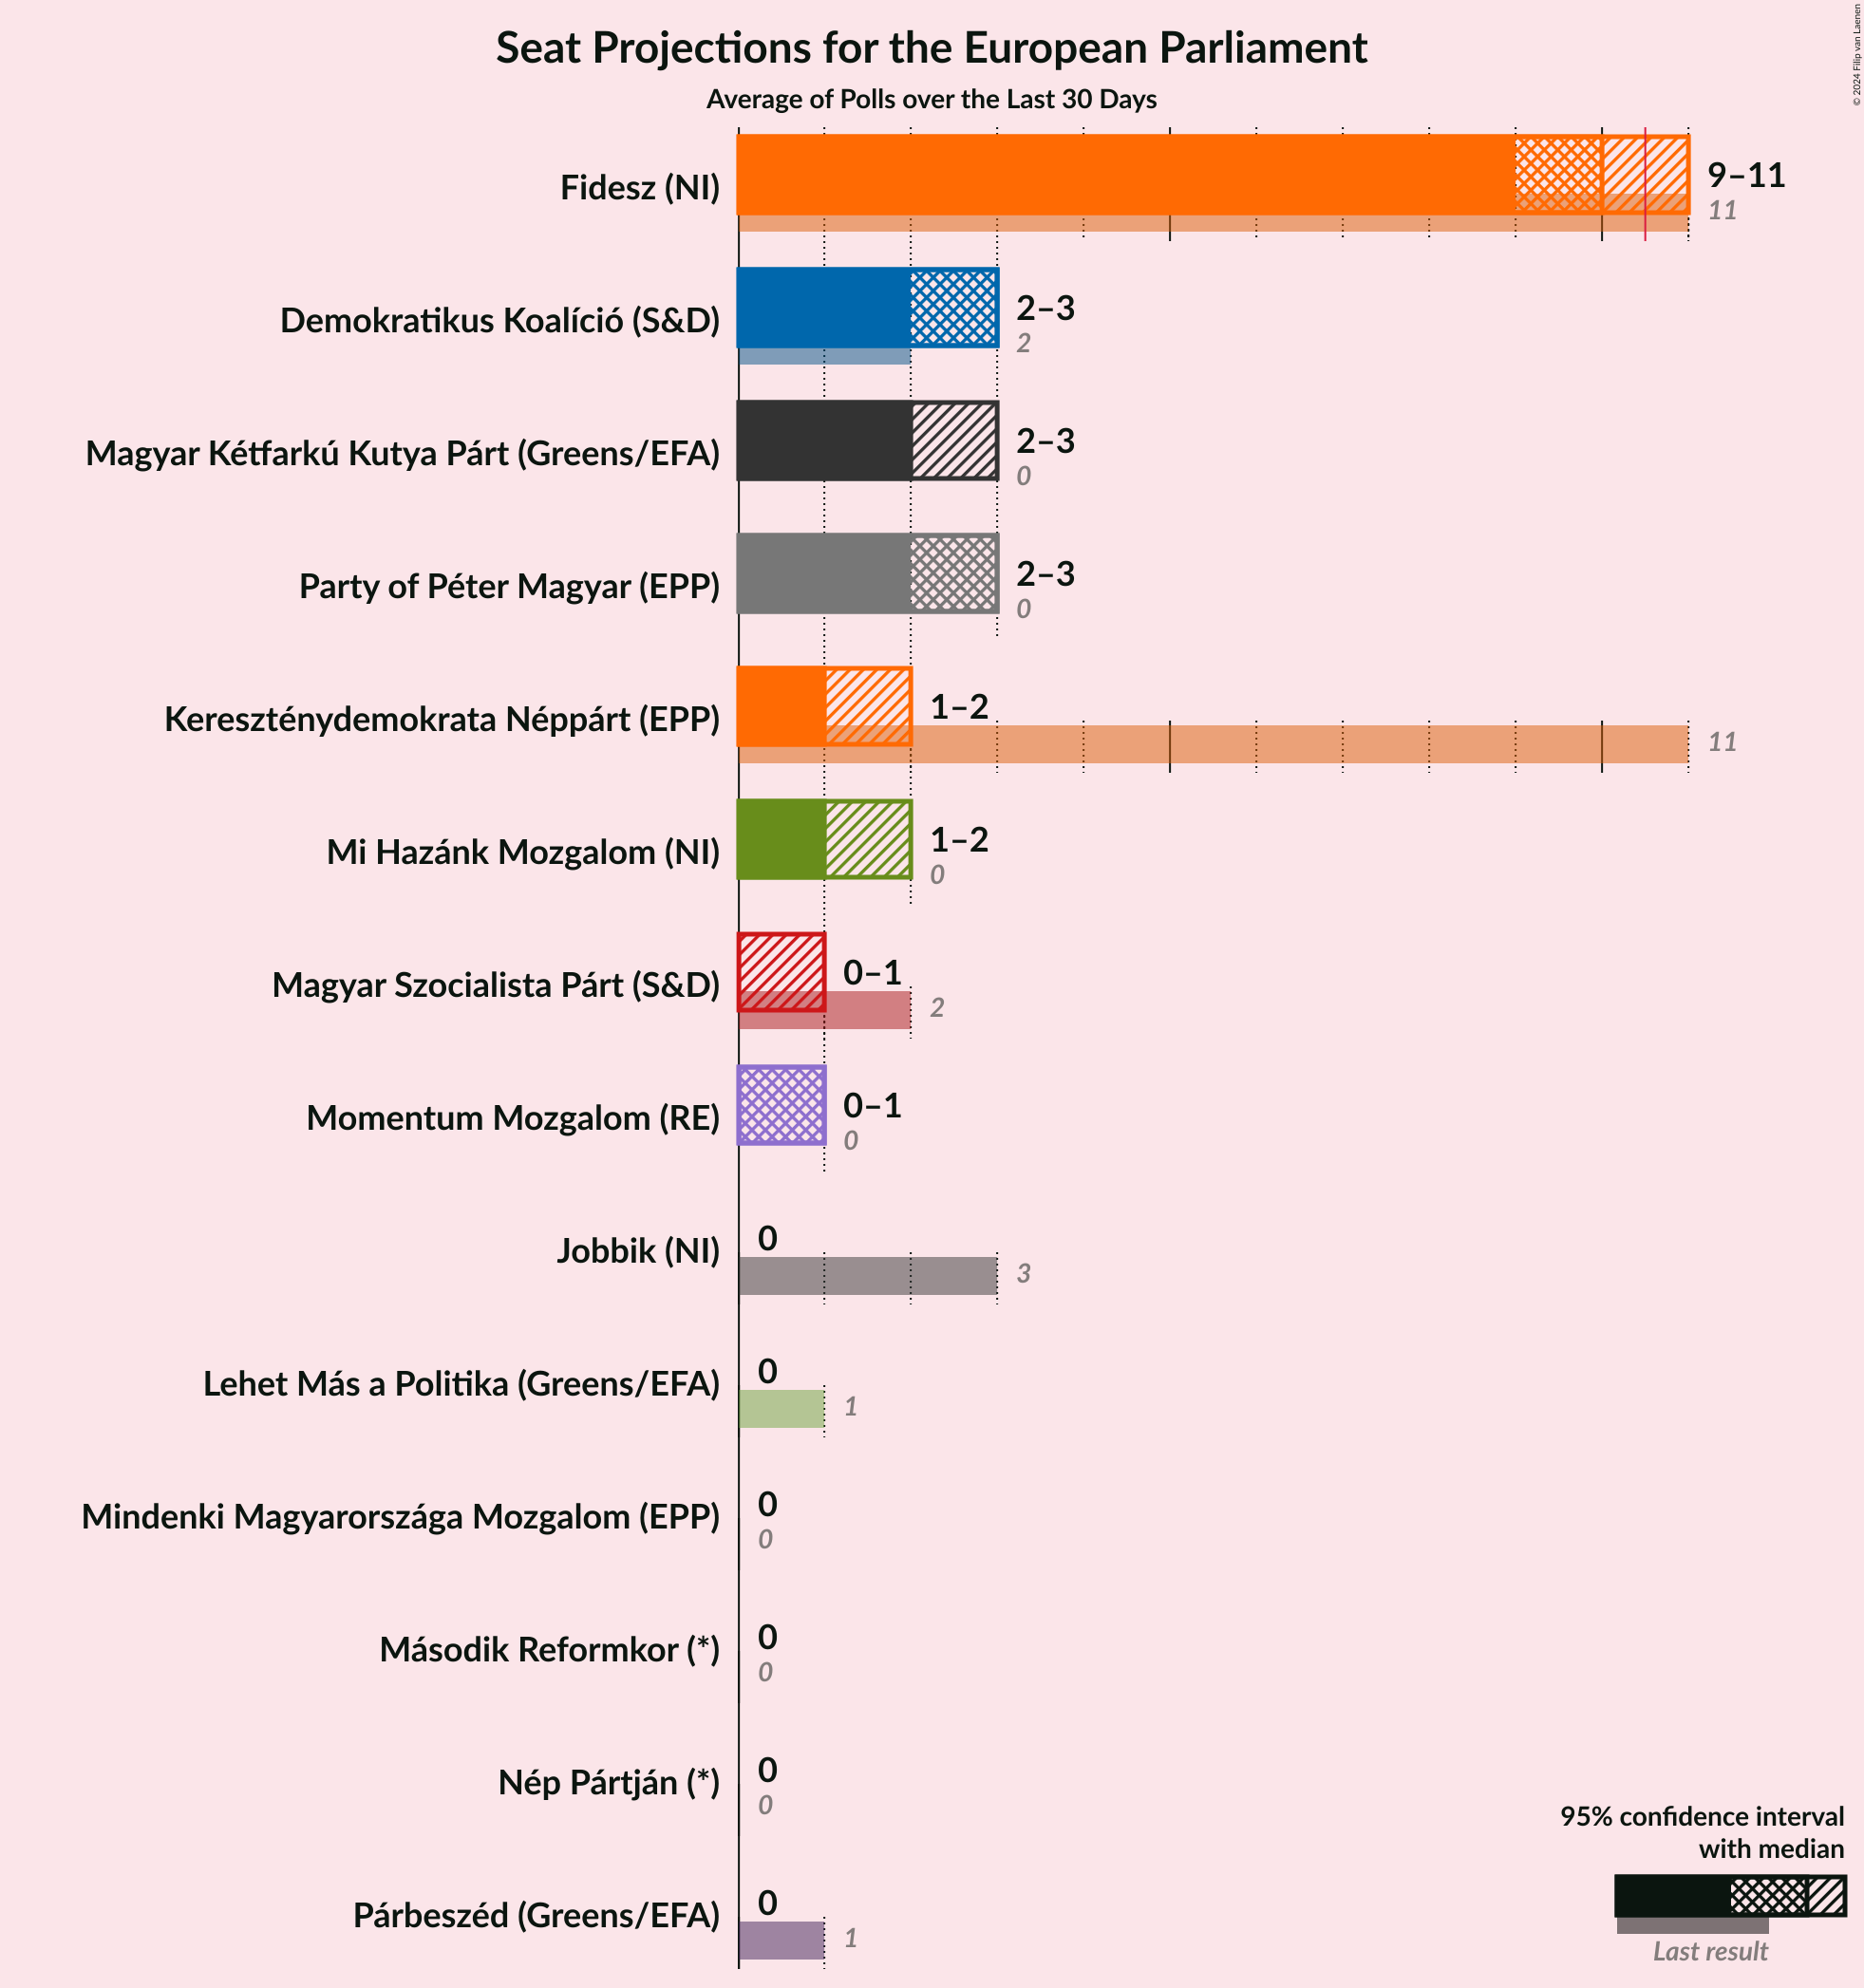 Seat Projections for the European Parliament
Average of Polls over the Last 30 Days
© 2024 Filip van Laenen
Fidesz (NI)
9–11
11
Demokratikus Koalíció (S&D)
2–3
2
Magyar Kétfarkú Kutya Párt (Greens/EFA)
2–3
0
Party of Péter Magyar (EPP)
2–3
0
Kereszténydemokrata Néppárt (EPP)
1–2
11
Mi Hazánk Mozgalom (NI)
1–2
0
Magyar Szocialista Párt (S&D)
0–1
2
Momentum Mozgalom (RE)
0–1
0
Jobbik (NI)
0
3
Lehet Más a Politika (Greens/EFA)
0
1
Mindenki Magyarországa Mozgalom (EPP)
0
0
Második Reformkor (*)
0
0
Nép Pártján (*)
0
0
Párbeszéd (Greens/EFA)
0
1
95% confidence interval
with median
Last result